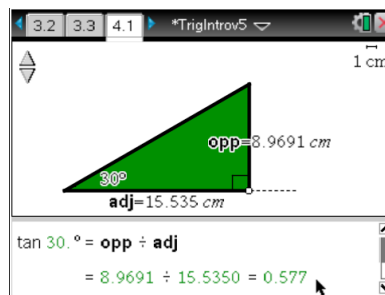 3.2 3.3 4.1 *TrigIntrov5
1 cm
opp=8.9691 cm
30°
adj=15.535 cm
tan 30.° = opp ÷ adj
= 8.9691 ÷ 15.5350 = 0.577